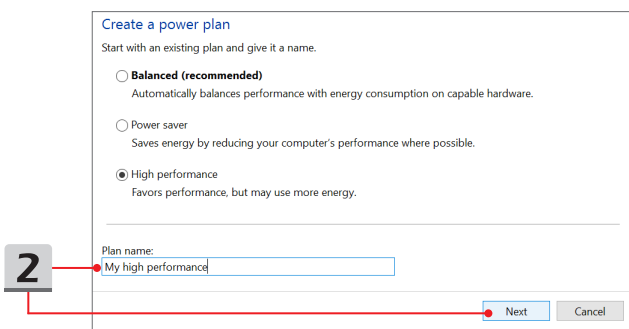 Create a power plan
Start with an existing plan and give it a name.
Balanced (recommended)
Automatically balances performance with energy consumption on capable hardware.
Power saver
Saves energy by reducing your computer's performance where possible.
High performance
Favors performance, but may use more energy.
Plan name:
2
My high performance
Next Cancel